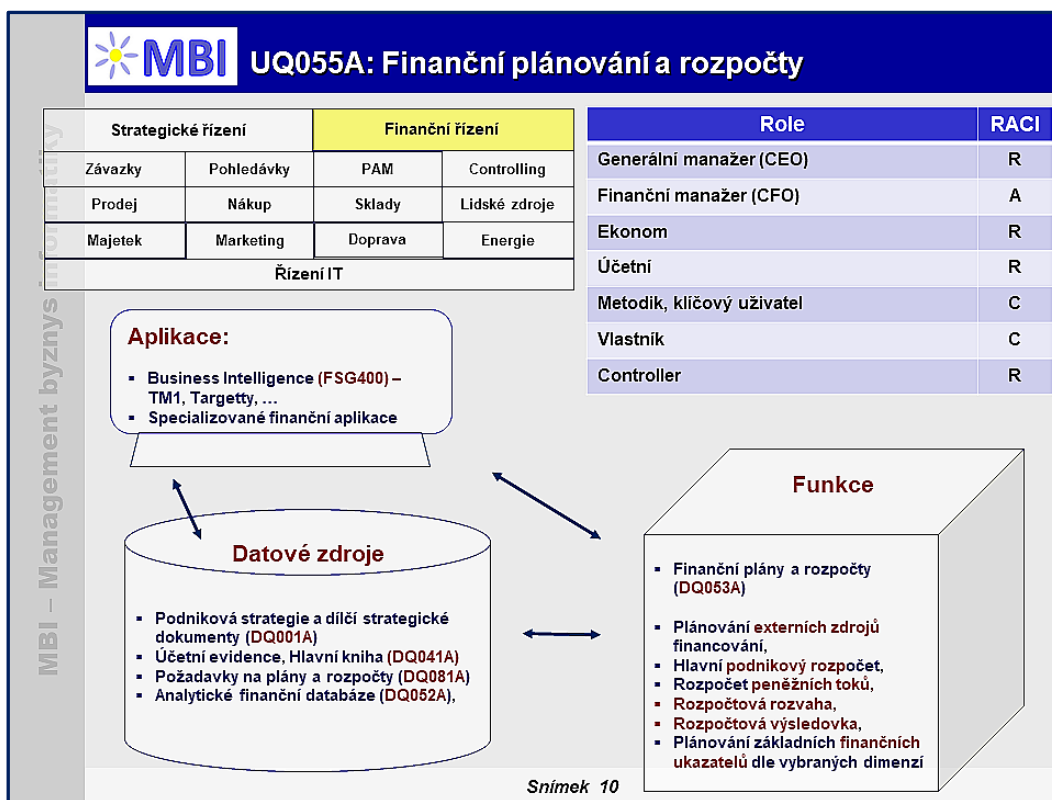 MBI
UQ055A: Finanční plánování a rozpočty
MBI – Management byznys informatiky
Strategické řízení
Finanční řízení
Závazky
Pohledávky
PAM
Controlling
Prodej
Nákup
Sklady
Lidské zdroje
Majetek
Marketing
Doprava
Energie
Řízení IT
Role
RACI
Generální manažer (CEO)
R
Finanční manažer (CFO)
A
Ekonom
R
Účetní
R
Metodik, klíčový uživatel
C
Vlastník
C
Controller
R
Aplikace:
▪ Business Intelligence (FSG400) –
TM1, Targetty, …
▪ Specializované finanční aplikace
Datové zdroje
▪ Podniková strategie a dílčí strategické
dokumenty (DQ001A)
▪ Účetní evidence, Hlavní kniha (DQ041A)
▪ Požadavky na plány a rozpočty (DQ081A)
▪ Analytické finanční databáze (DQ052A),
Funkce
▪ Finanční plány a rozpočty
(DQ053A)
▪ Plánování externích zdrojů
financování,
▪ Hlavní podnikový rozpočet,
▪ Rozpočet peněžních toků,
▪ Rozpočtová rozvaha,
▪ Rozpočtová výsledovka,
▪ Plánování základních finančních
ukazatelů dle vybraných dimenzí
Snímek 10